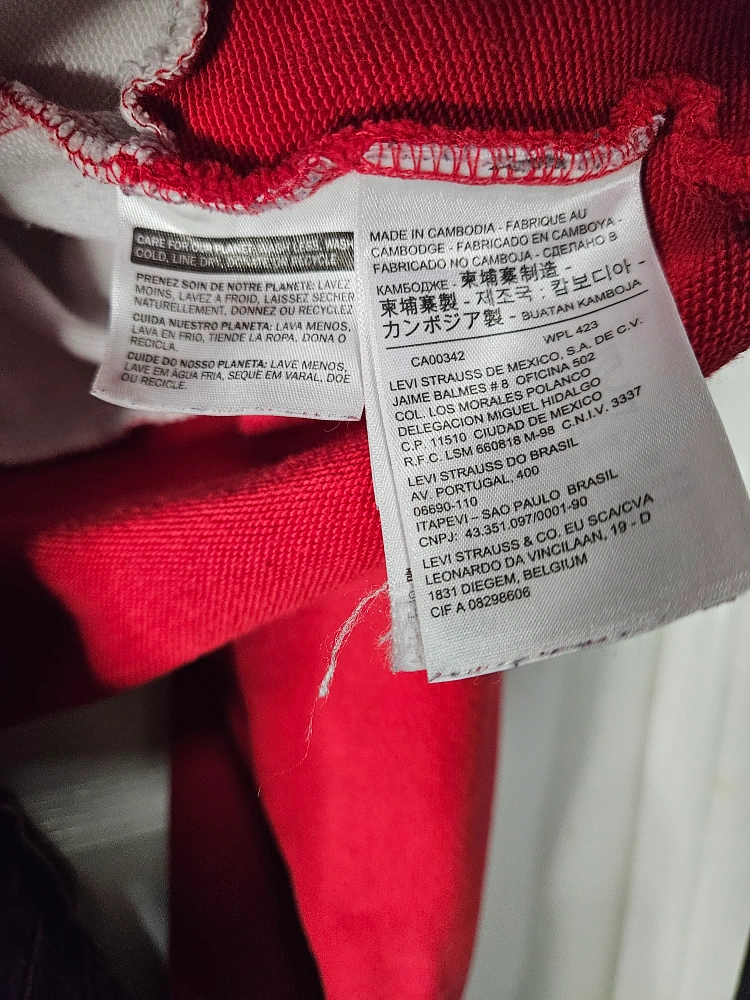 CARE FOR OUR PLANET: WASH LESS, WASH
COLD, LINE DRY, OR RECYCLE
PRENEZ SOIN DE NOTRE PLANETE: LAVEZ
MOINS, LAVEZ A FROID, LAISSEZ SECHER
NATURELLEMENT, DONNEZ OU RECYCLEZ
CUIDA NUESTRO PLANETA: LAVA MENOS,
LAVA EN FRIO, TIENDE LA ROPA, DONA O
RECICLA.
CUIDE DO NOSSO PLANETA: LAVE MENOS,
LAVE EM ÁGUA FRIA, SEQUE EM VARAL, DOE
OU RECICLE.
MADE IN CAMBODIA - FABRIQUE AU
CAMBODGE - FABRICADO EN CAMBOYA -
FABRICADO NO CAMBOJA - СДЕЛАНО В
КАМБОДЖЕ - 柬埔寨制造 -
柬埔寨製 - 제조국 : 캄보디아 -
カンボジア製 - BUATAN KAMBOJA
CA00342 WPL 423
LEVI STRAUSS DE MEXICO, S.A. DE C.V.
JAIME BALMES # 8 OFICINA 502
COL. LOS MORALES POLANCO
DELEGACION MIGUEL HIDALGO
C.P. 11510 CIUDAD DE MEXICO
R.F.C. LSM 660818 M-98 C.N.I.V. 3337
LEVI STRAUSS DO BRASIL
AV. PORTUGAL, 400
06690-110
ITAPEVI – SAO PAULO BRASIL
CNPJ: 43.351.097/0001-90
LEVI STRAUSS & CO. EU SCA/CVA
LEONARDO DA VINCILAAN, 19 - D
1831 DIEGEM, BELGIUM
CIF A 08298606